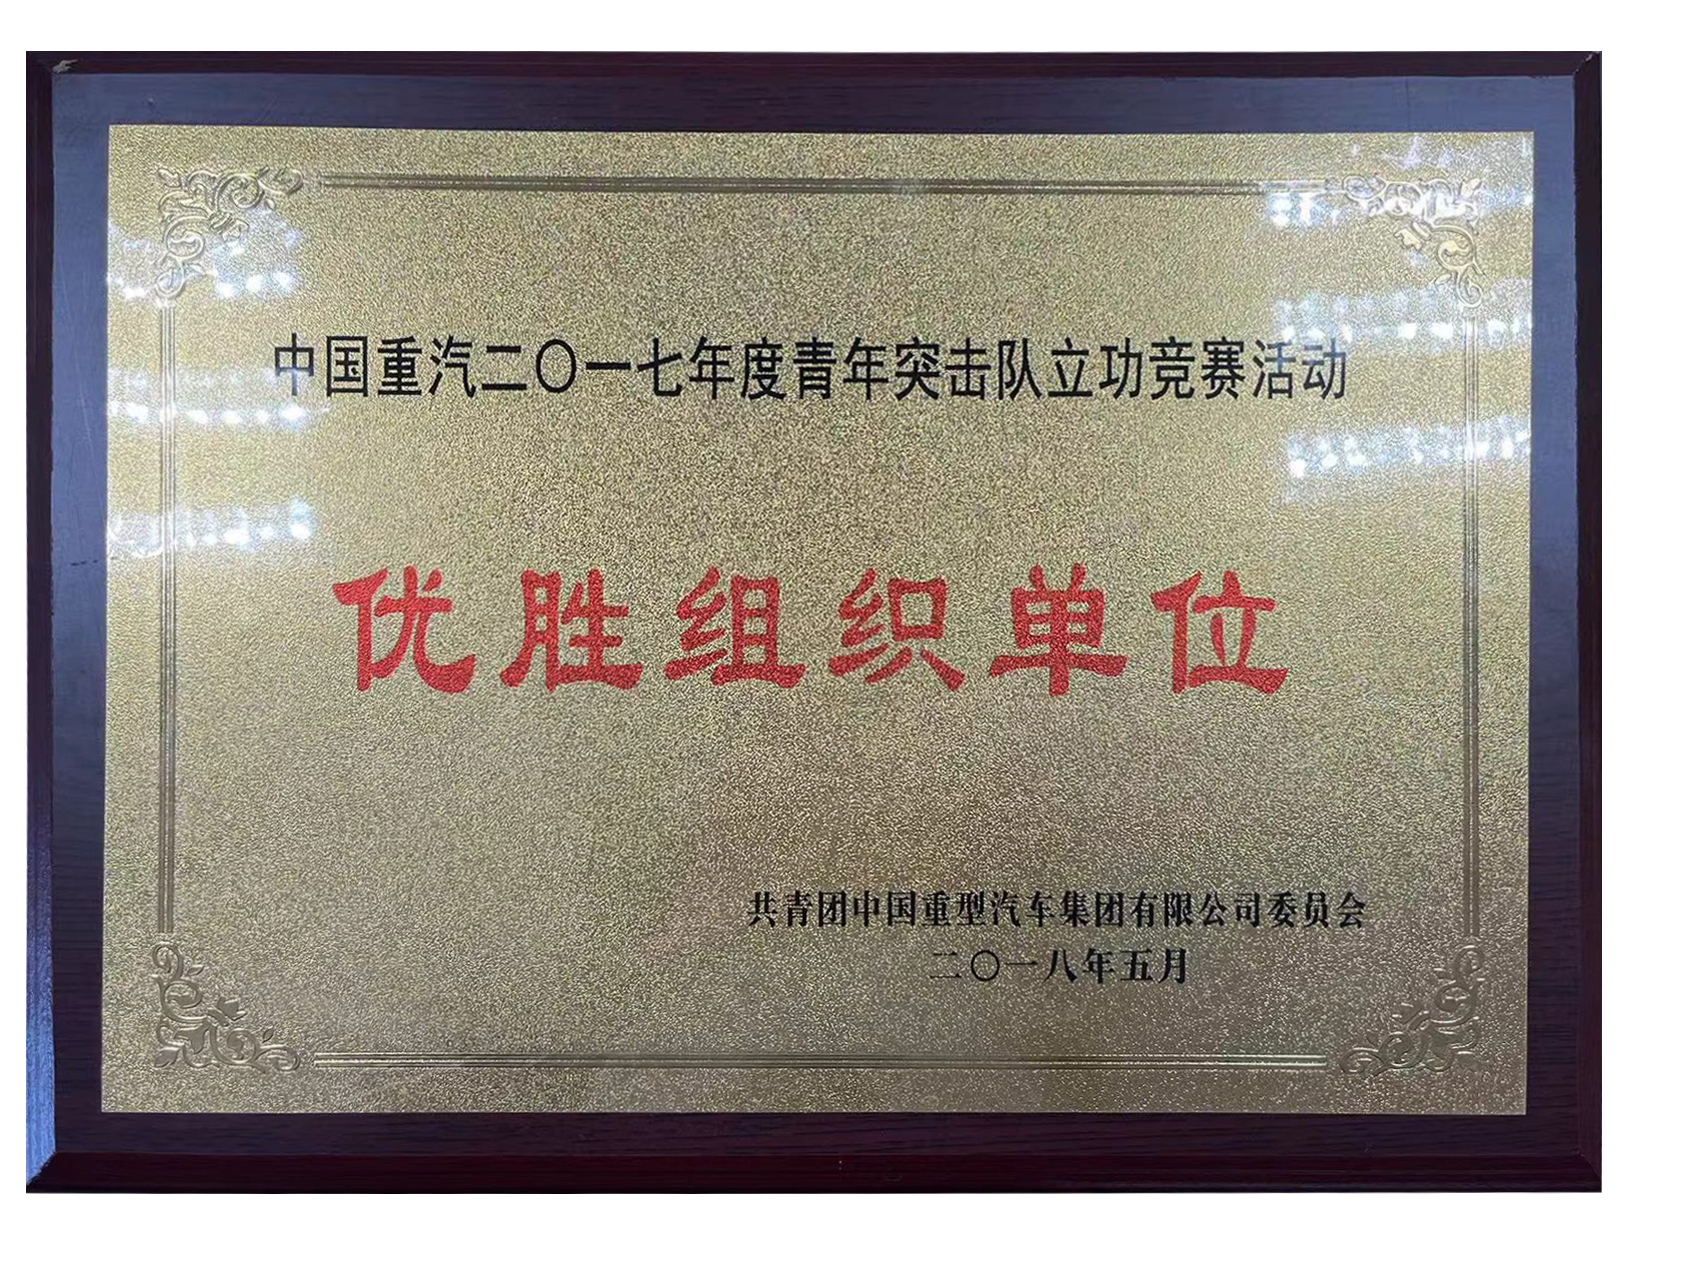 中国重汽二〇一七年度青年突击队立功竞赛活动
优胜组织单位
共青团中国重型汽车集团有限公司委员会
二〇一八年五月